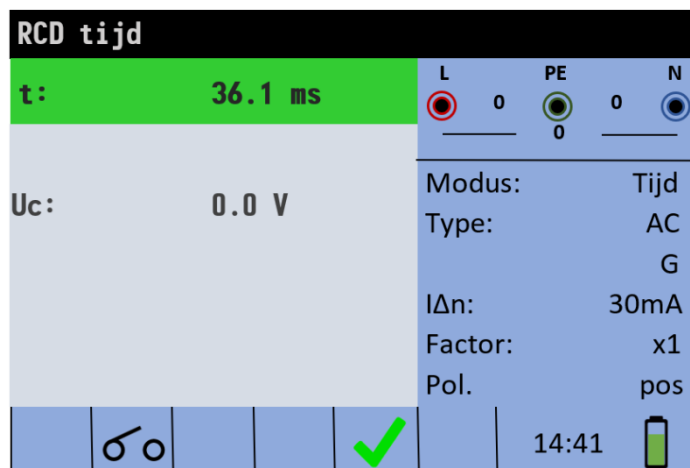 RCD tijd
t: 36.1 ms
Uc: 0.0 V
L PE N
0 0
0
Modus: Tijd
Type: AC
G
IΔn: 30mA
Factor: x1
Pol. pos
14:41